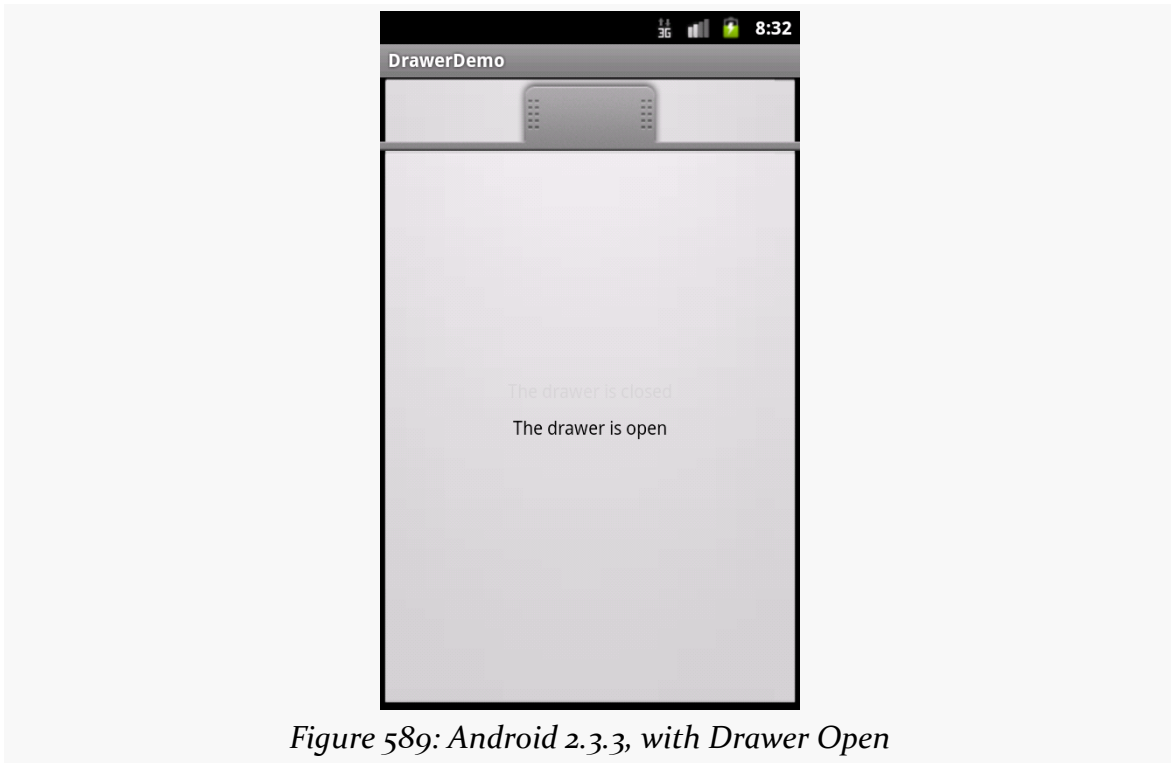 3G 8:32
DrawerDemo
The drawer is closed
The drawer is open
Figure 589: Android 2.3.3, with Drawer Open